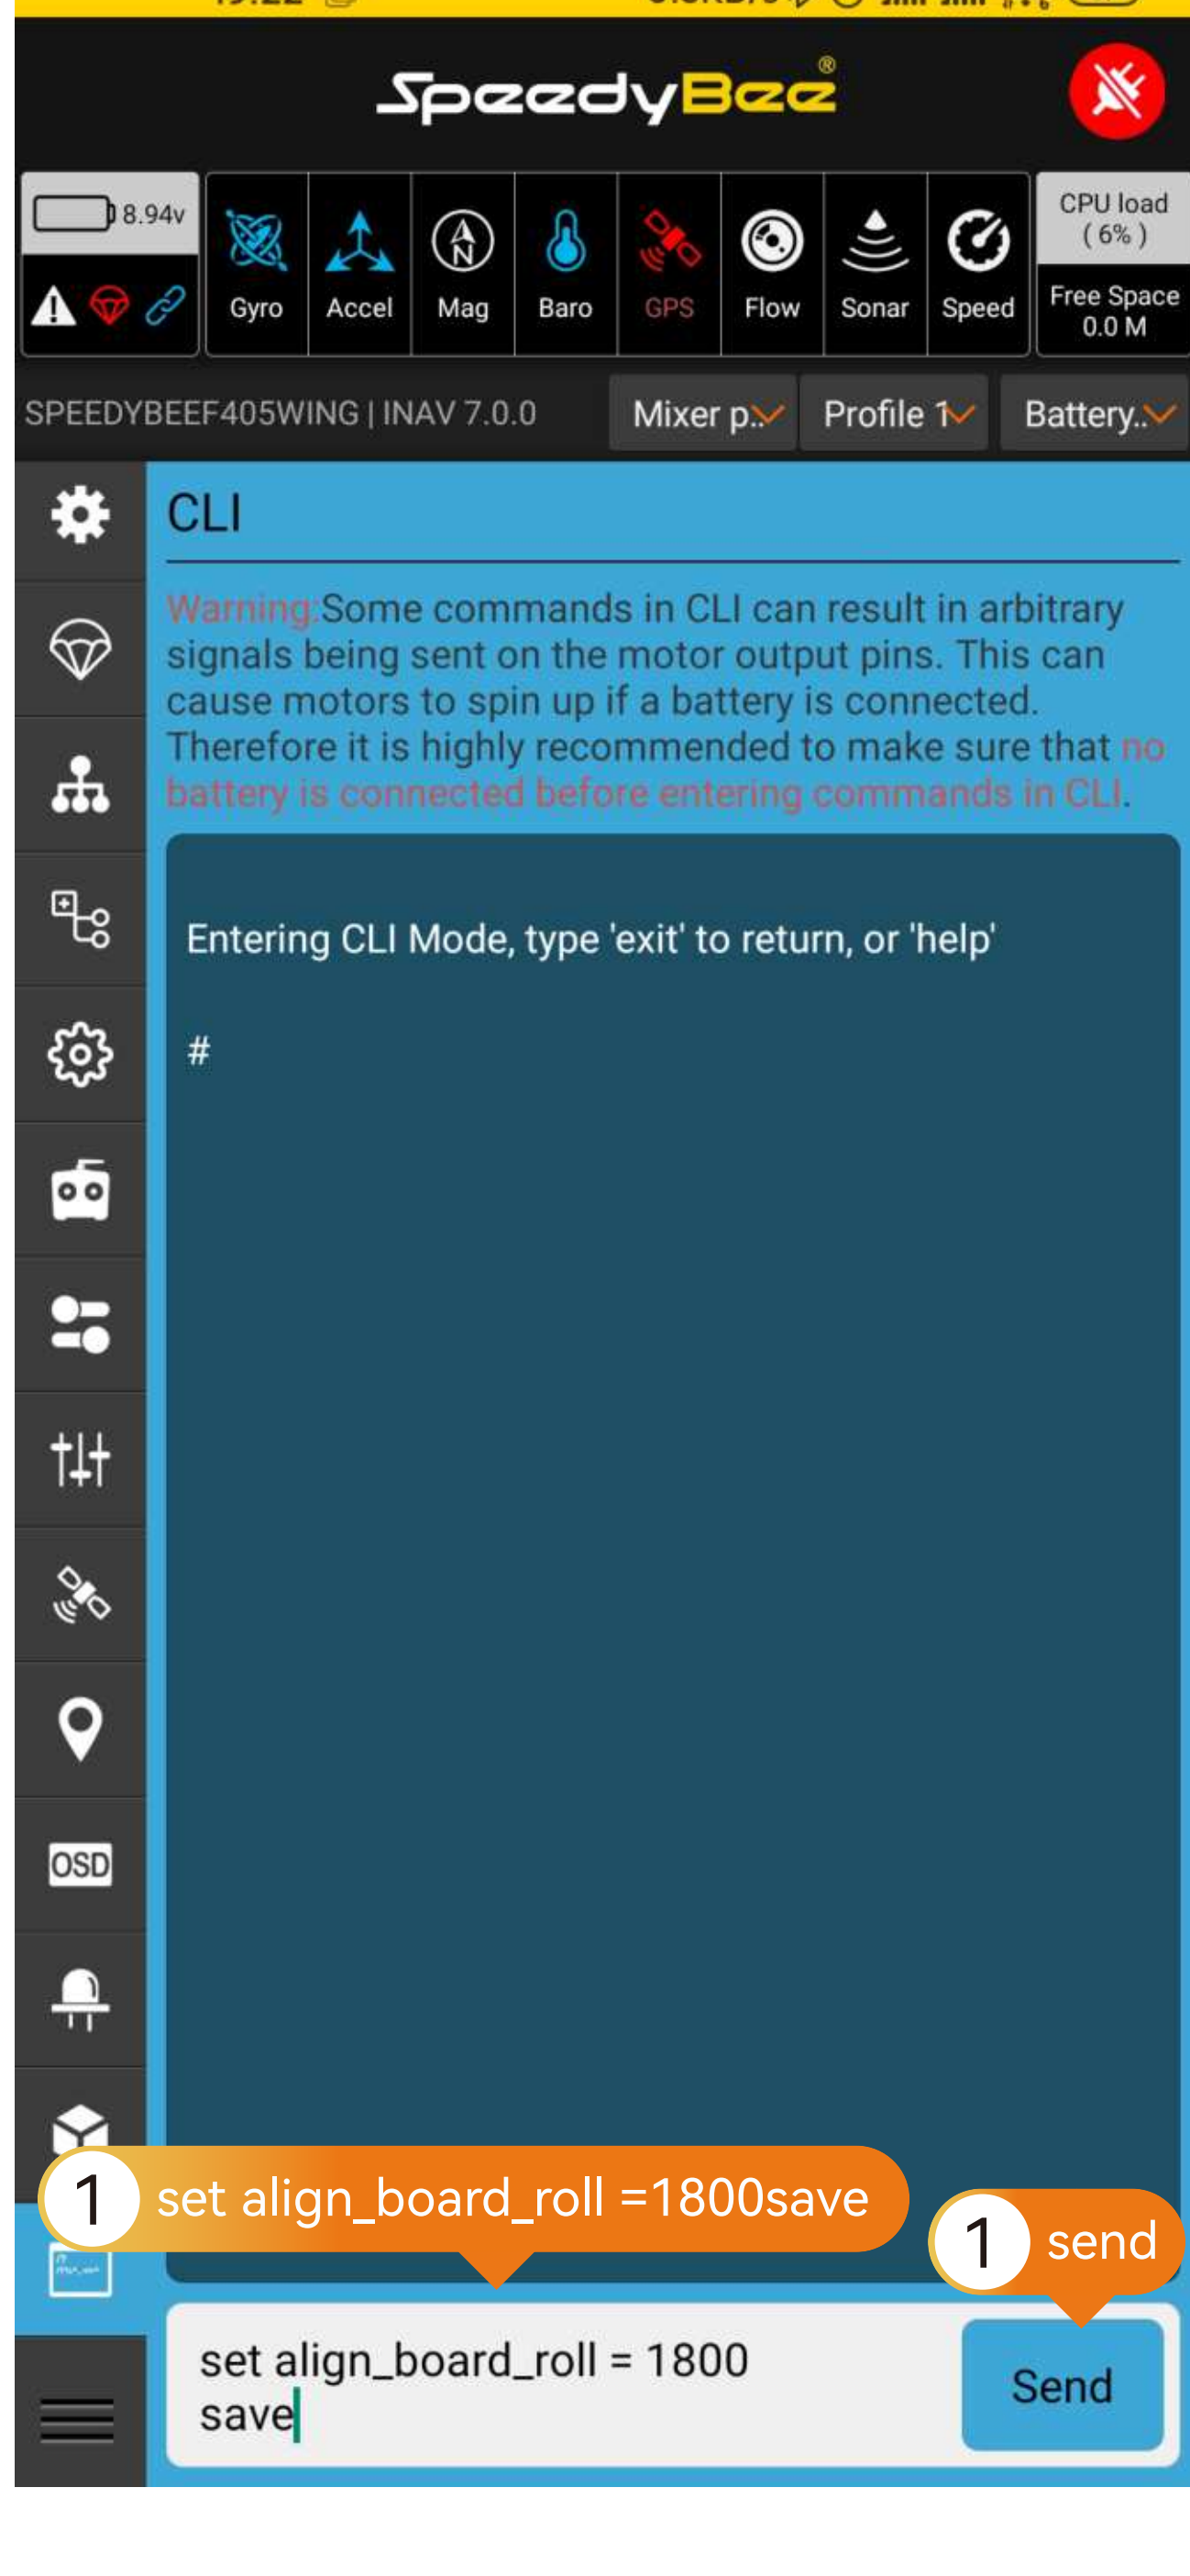 SpeedyBee®
8.94v
Gyro
Accel
Mag
N
Baro
GPS
Flow
Sonar
Speed
CPU load
( 6% )
Free Space
0.0 M
SPEEDYBEEF405WING | INAV 7.0.0
Mixer p..
Profile 1
Battery..
CLI
Warning:Some commands in CLI can result in arbitrary
signals being sent on the motor output pins. This can
cause motors to spin up if a battery is connected.
Therefore it is highly recommended to make sure that no
battery is connected before entering commands in CLI.
Entering CLI Mode, type 'exit' to return, or 'help'
#
OSD
1 set align_board_roll =1800save
1 send
set align_board_roll = 1800
save
Send